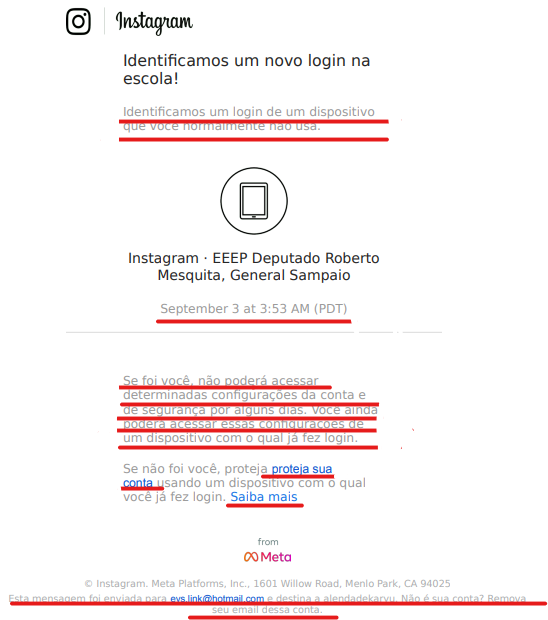 Instagram
Identificamos um novo login na
escola!
Identificamos um login de um dispositivo
que você normalmente não usa.
Instagram · EEEP Deputado Roberto
Mesquita, General Sampaio
September 3 at 3:53 AM (PDT)
Se foi você, não poderá acessar
determinadas configurações da conta e
de segurança por alguns dias. Você ainda
poderá acessar essas configurações de
um dispositivo com o qual já fez login.
Se não foi você, proteja proteja sua
conta usando um dispositivo com o qual
você já fez login. Saiba mais
from
Meta
© Instagram. Meta Platforms, Inc., 1601 Willow Road, Menlo Park, CA 94025
Esta mensagem foi enviada para evs.link@hotmail.com e destina a alendadekaryu. Não é sua conta? Remova
seu email dessa conta.